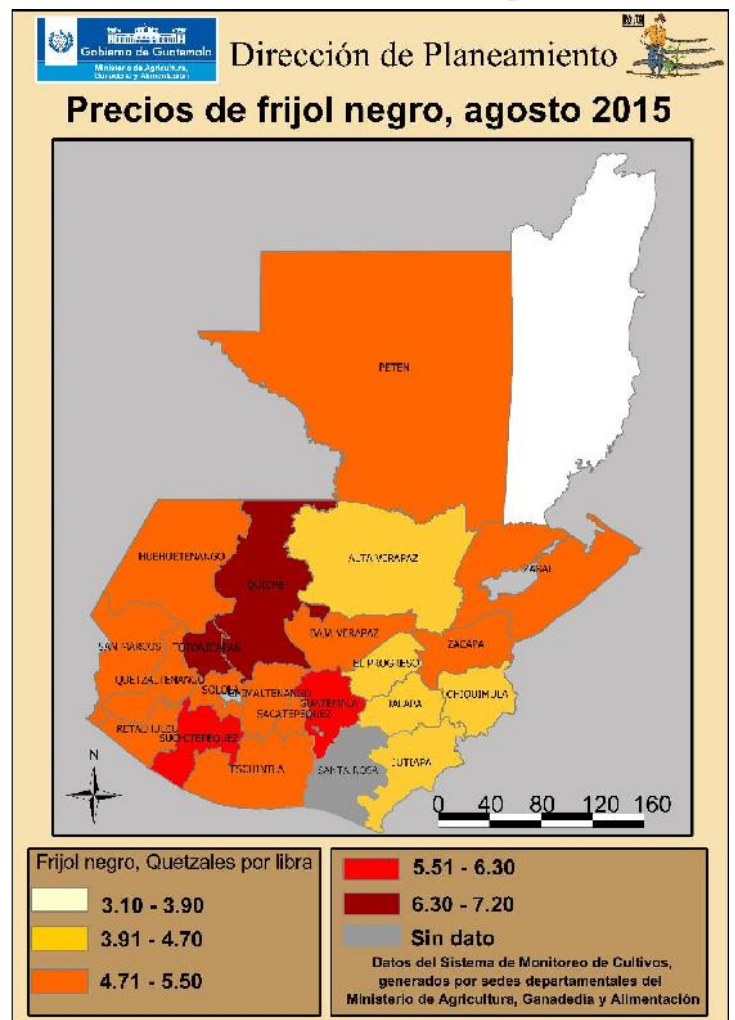 Gobierno de Guatemala
Ministerio de Agricultura,
Ganadería y Alimentación
Dirección de Planeamiento
Precios de frijol negro, agosto 2015
PETEN
HUEHUETENANGO
ALTA VERAPAZ
QUICHE
IZABAL
BAJA VERAPAZ
SAN MARCOS
TOTONICAPAN
ZACAPA
EL PROGRESO
QUETZALTENANGO
SOLOLA
CHIMALTENANGO
GUATEMALA
JALAPA
CHIQUIMULA
SACATEPEQUEZ
RETALHULEU
SUCHITEPEQUEZ
ESCUINTLA
SANTA ROSA
JUTIAPA
N
0 40 80 120 160
Frijol negro, Quetzales por libra
3.10 - 3.90
3.91 - 4.70
4.71 - 5.50
5.51 - 6.30
6.30 - 7.20
Sin dato
Datos del Sistema de Monitoreo de Cultivos,
generados por sedes departamentales del
Ministerio de Agricultura, Ganadedía y Alimentación